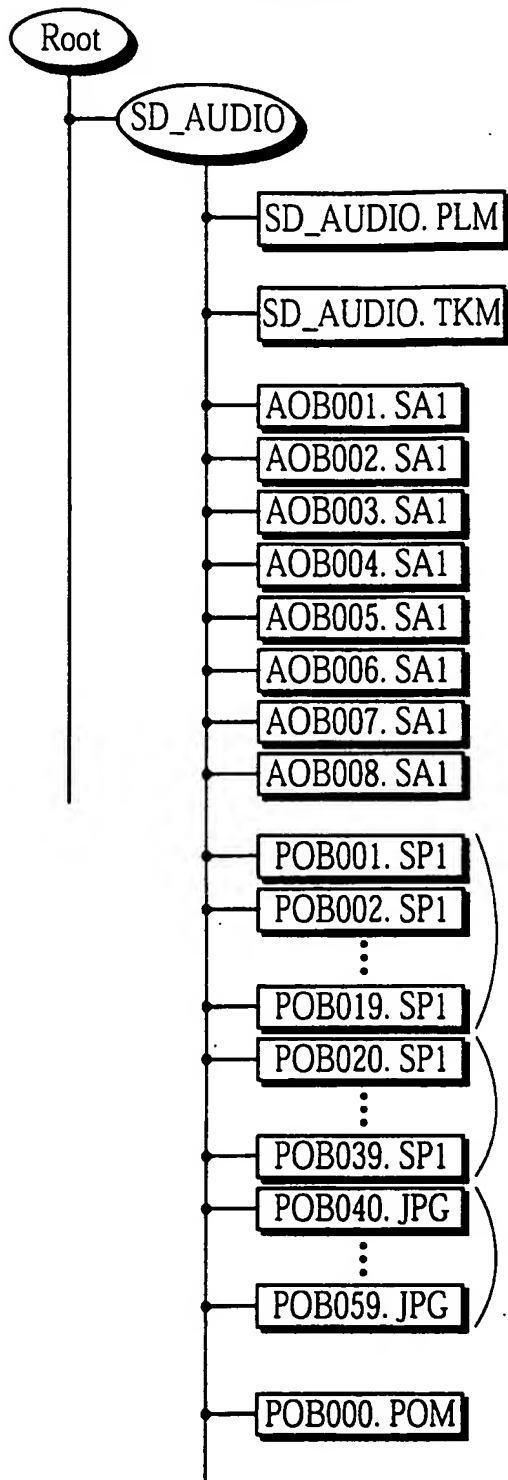 Root
SD_AUDIO
SD_AUDIO. PLM
SD_AUDIO. TKM
AOB001. SA1
AOB002. SA1
AOB003. SA1
AOB004. SA1
AOB005. SA1
AOB006. SA1
AOB007. SA1
AOB008. SA1
POB001. SP1
POB002. SP1
POB019. SP1
POB020. SP1
POB039. SP1
POB040. JPG
POB059. JPG
POB000. POM